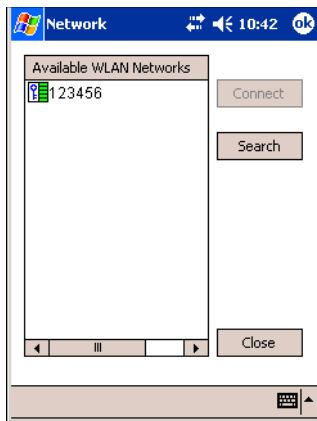 Network 10:42 ok
Available WLAN Networks
123456
Connect
Search
Close